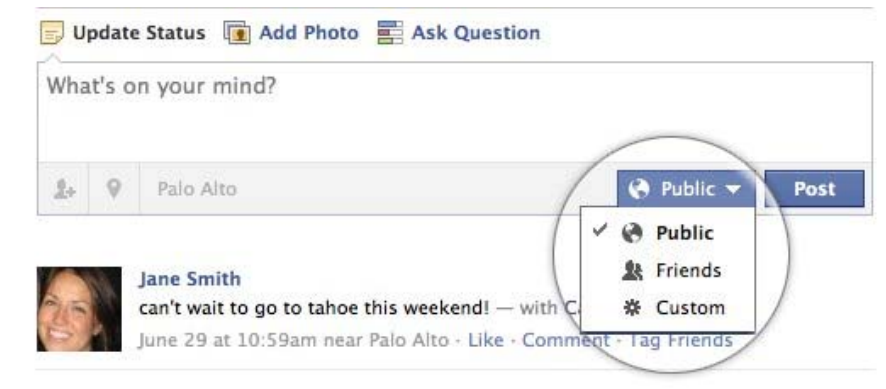 Update Status Add Photo Ask Question
What's on your mind?
Palo Alto Public Post
Public
Friends
Custom
Jane Smith
can't wait to go to tahoe this weekend! — with
June 29 at 10:59am near Palo Alto · Like · Comment · Tag Friends